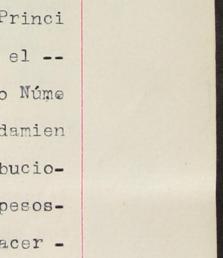 Princi
el --
o Núme
damien
bucio-
pesos-
acer -